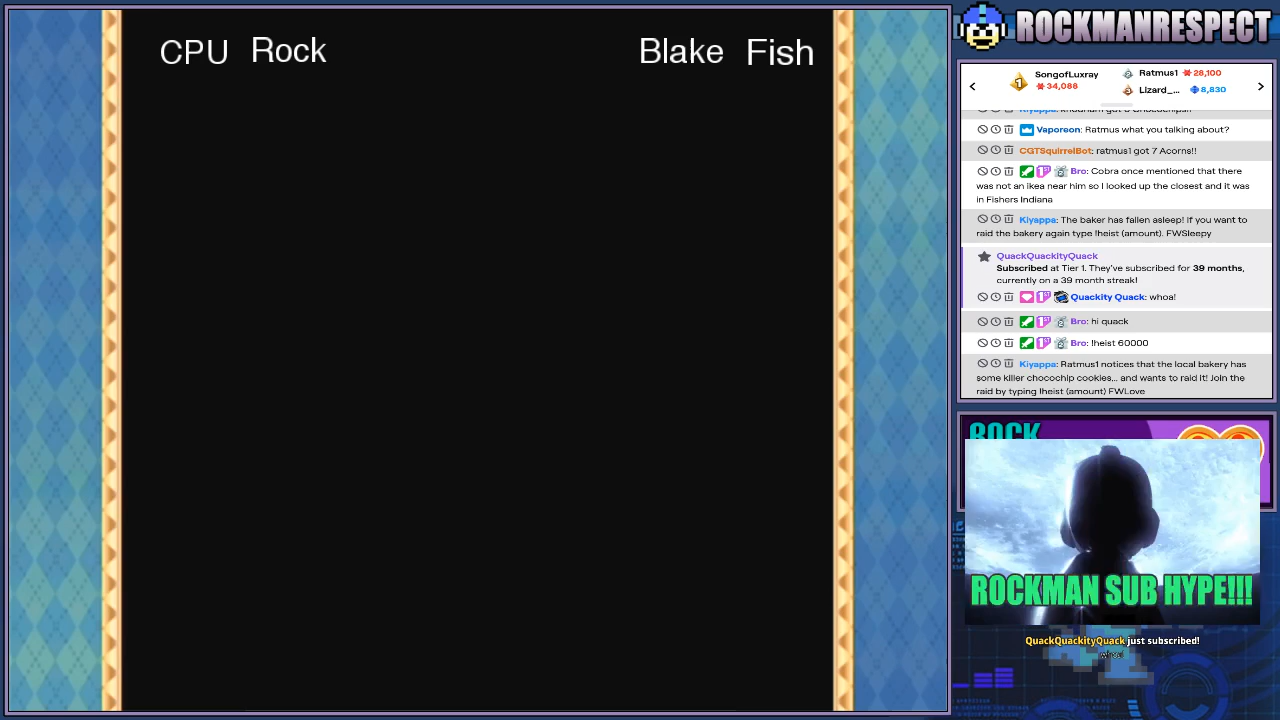 CPU Rock
Blake Fish
ROCKMANRESPECT
SongofLuxray
34,086
Ratmus1 28,100
Lizard_... 8,830
Vaporeon: Ratmus what you talking about?
CGTSquirrelBot: ratmus1 got 7 Acorns!!
Bro: Cobra once mentioned that there
was not an ikea near him so I looked up the closest and it was
in Fishers Indiana
Kiyappa: The baker has fallen asleep! If you want to
raid the bakery again type !heist (amount). FWSleepy
QuackQuackityQuack
Subscribed at Tier 1. They've subscribed for 39 months,
currently on a 39 month streak!
Quackity Quack: whoa!
Bro: hi quack
Bro: !heist 60000
Kiyappa: Ratmus1 notices that the local bakery has
some killer chocochip cookies... and wants to raid it! Join the
raid by typing !heist (amount) FWLove
ROCK
ROCKMAN SUB HYPE!!!
QuackQuackityQuack just subscribed!